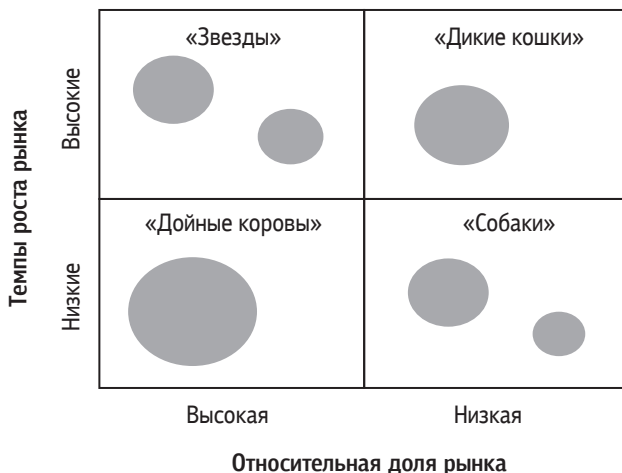 «Звезды»
«Дикие кошки»
Темпы роста рынка
Высокие
«Дойные коровы»
«Собаки»
Низкие
Высокая
Низкая
Относительная доля рынка